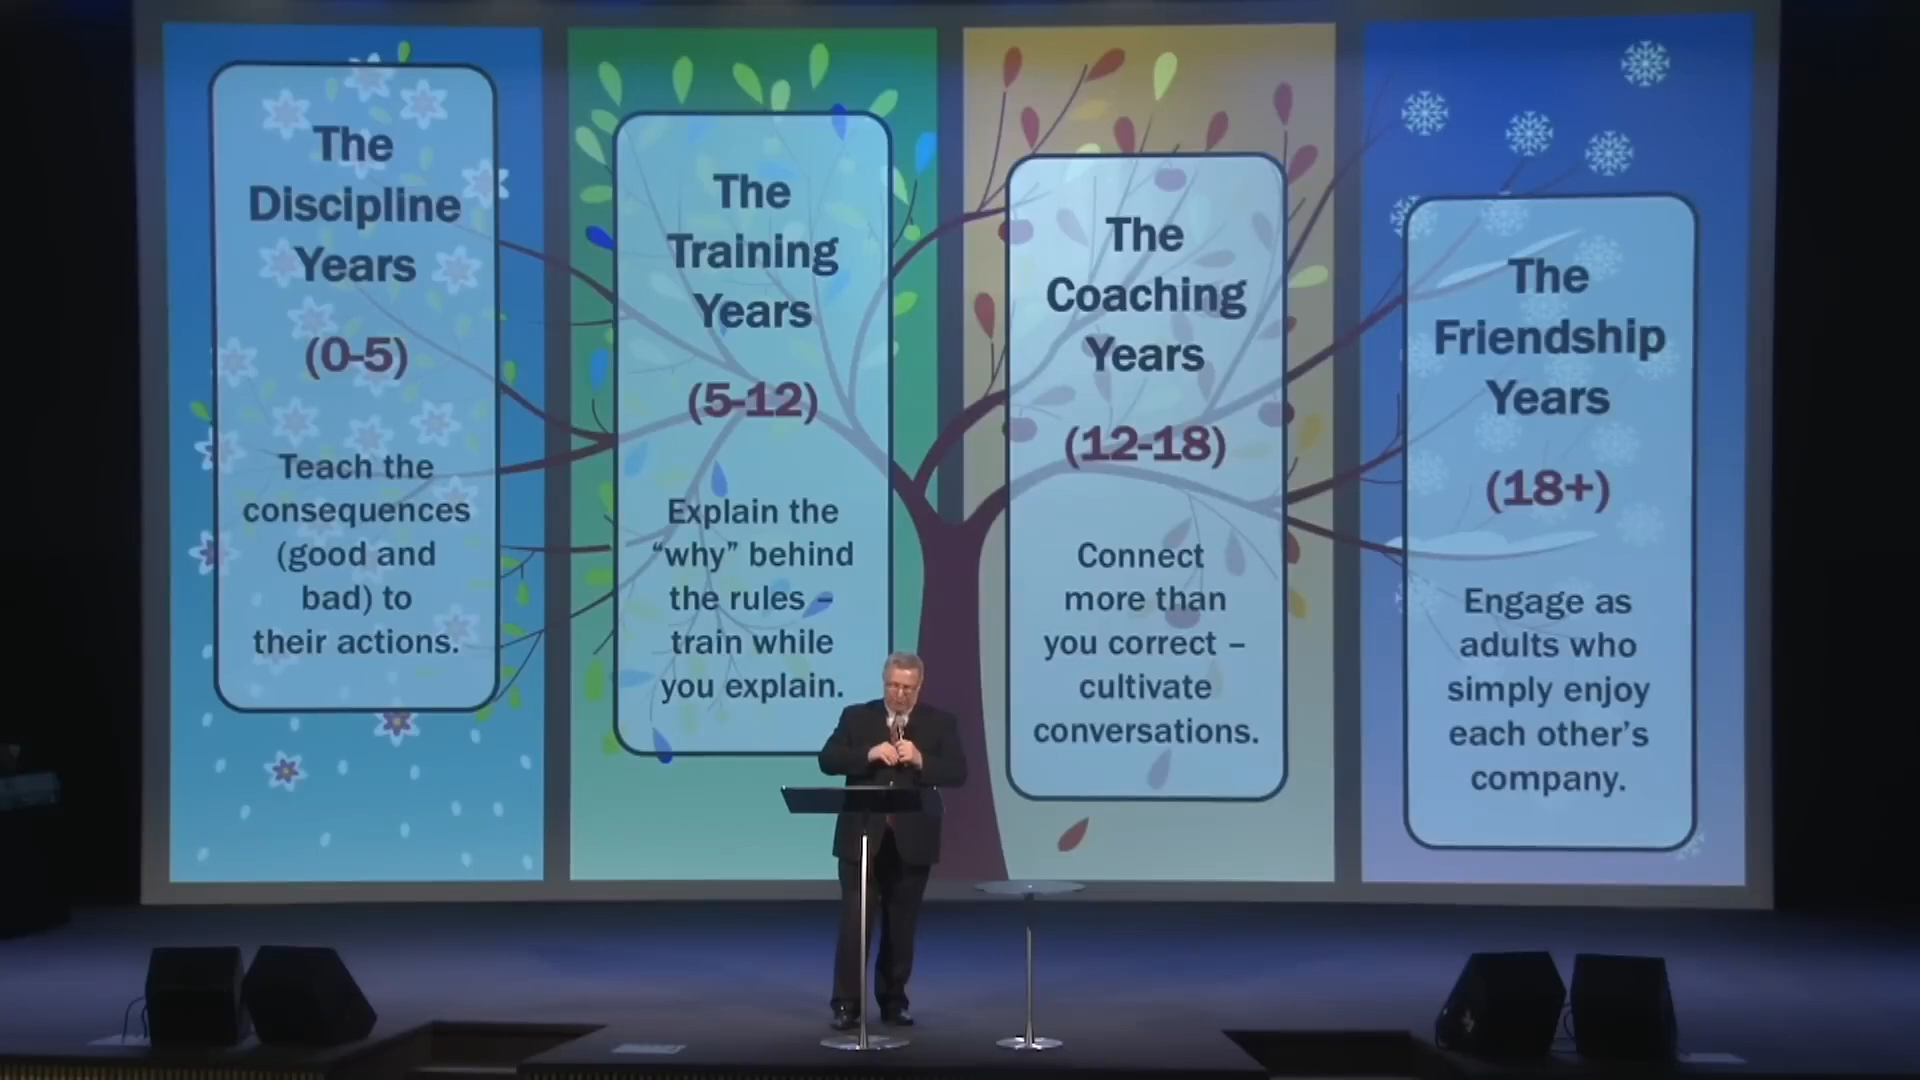 The
Discipline
Years
(0-5)
Teach the
consequences
(good and
bad) to
their actions.
The
Training
Years
(5-12)
Explain the
“why” behind
the rules –
train while
you explain.
The
Coaching
Years
(12-18)
Connect
more than
you correct –
cultivate
conversations.
The
Friendship
Years
(18+)
Engage as
adults who
simply enjoy
each other’s
company.